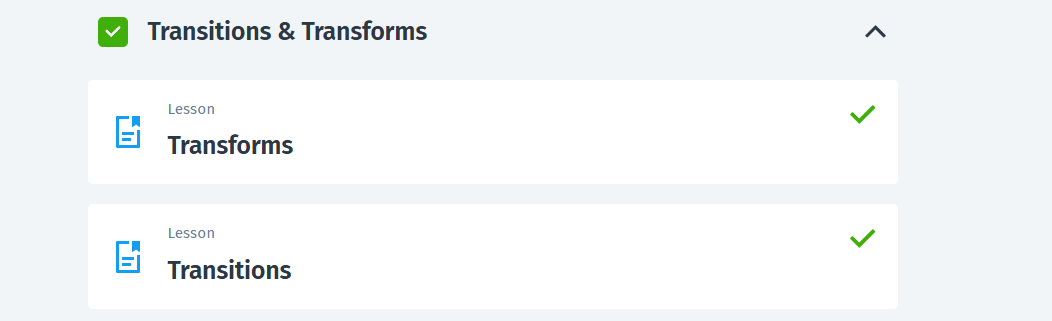 Transitions & Transforms
Lesson
Transforms
Lesson
Transitions